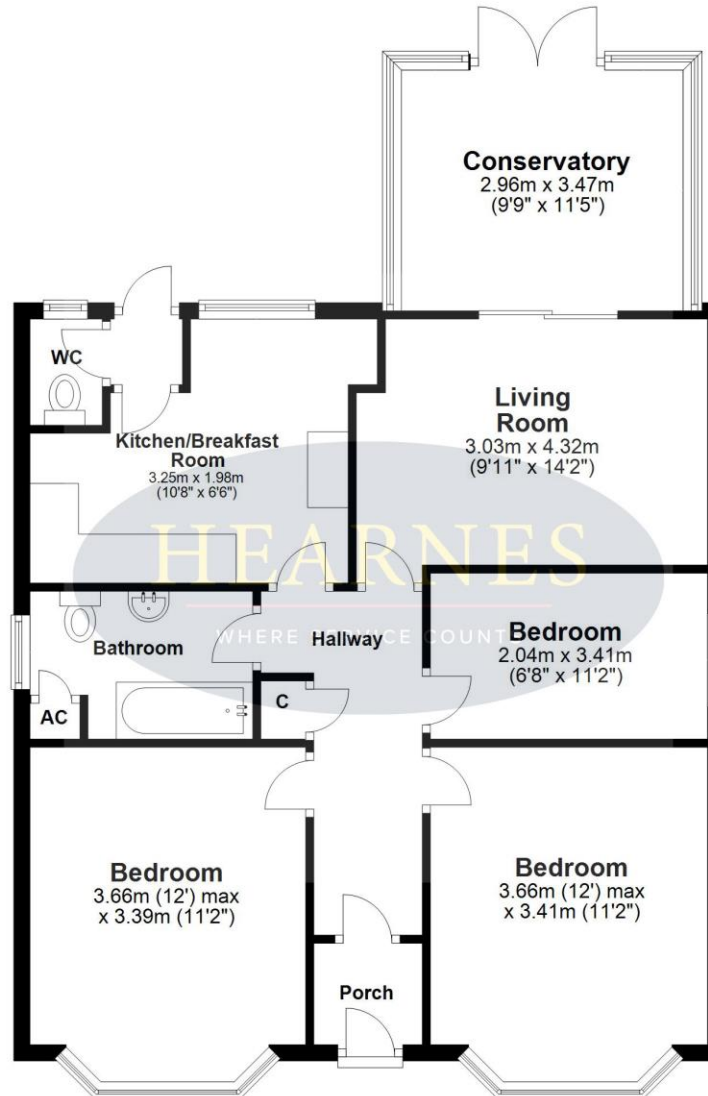 Conservatory
2.96m x 3.47m
(9'9" x 11'5")
WC
Kitchen/Breakfast
Room
3.25m x 1.98m
(10'8" x 6'6")
Living
Room
3.03m x 4.32m
(9'11" x 14'2")
HEARNES
WHERE SERVICE COUNT
Bathroom
Hallway
Bedroom
2.04m x 3.41m
(6'8" x 11'2")
AC
C
Bedroom
3.66m (12') max
x 3.39m (11'2")
Bedroom
3.66m (12') max
x 3.41m (11'2")
Porch